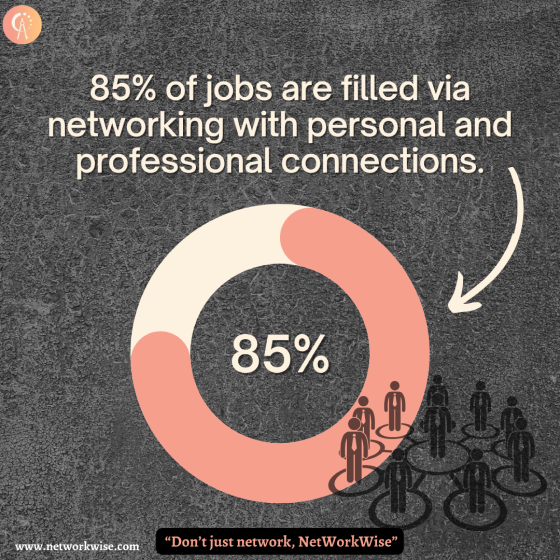 85% of jobs are filled via
networking with personal and
professional connections.
85%
www.networkwise.com
“Don’t just network, NetWorkWise”